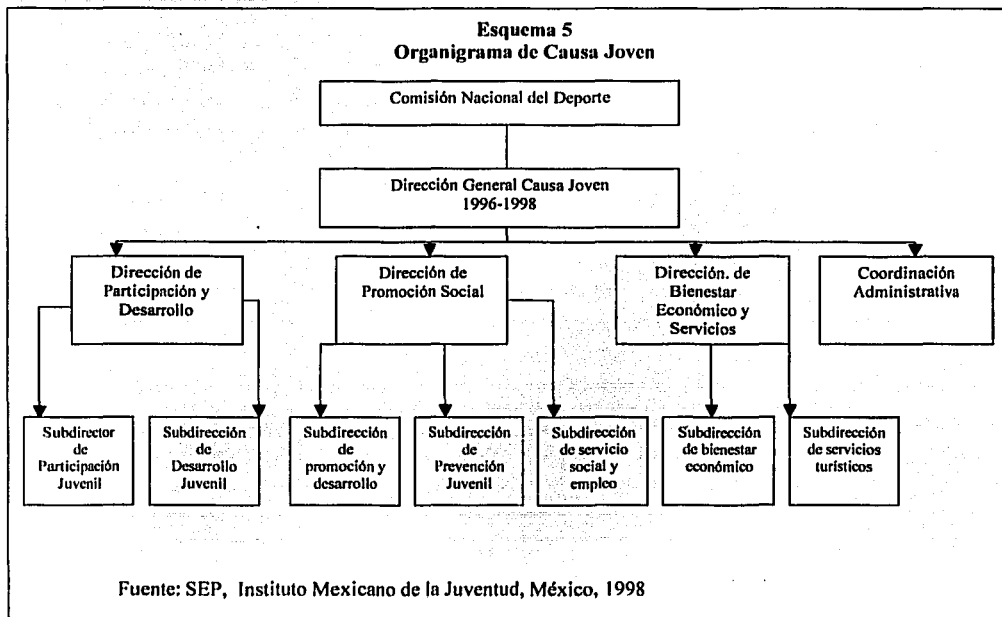 Esquema 5
Organigrama de Causa Joven
Comisión Nacional del Deporte
Dirección General Causa Joven
1996-1998
Dirección de
Participación y
Desarrollo
Dirección de
Promoción Social
Dirección. de
Bienestar
Económico y
Servicios
Coordinación
Administrativa
Subdirector
de
Participación
Juvenil
Subdirección
de
Desarrollo
Juvenil
Subdirección
de
promoción y
desarrollo
Subdirección
de
Prevención
Juvenil
Subdirección
de servicio
social y
empleo
Subdirección
de bienestar
económico
Subdirección
de servicios
turísticos
Fuente: SEP, Instituto Mexicano de la Juventud, México, 1998